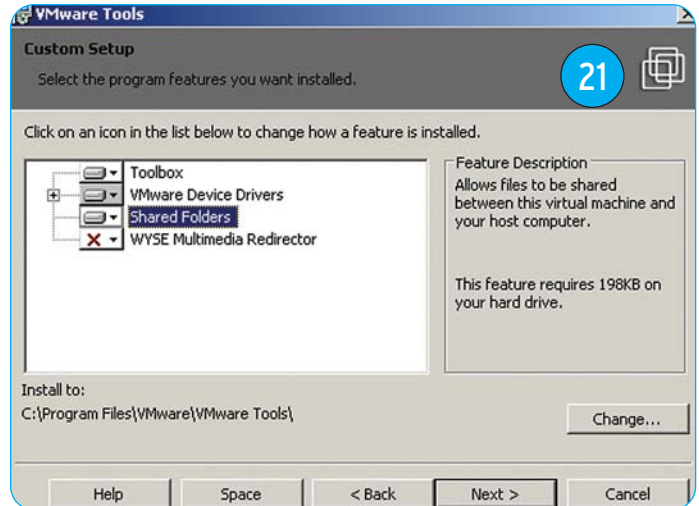 VMware Tools
Custom Setup
Select the program features you want installed.
21
Click on an icon in the list below to change how a feature is installed.
Toolbox
VMware Device Drivers
Shared Folders
WYSE Multimedia Redirector
Feature Description
Allows files to be shared
between this virtual machine and
your host computer.
This feature requires 198KB on
your hard drive.
Install to:
C:\Program Files\VMware\VMware Tools\
Change...
Help
Space
< Back
Next >
Cancel